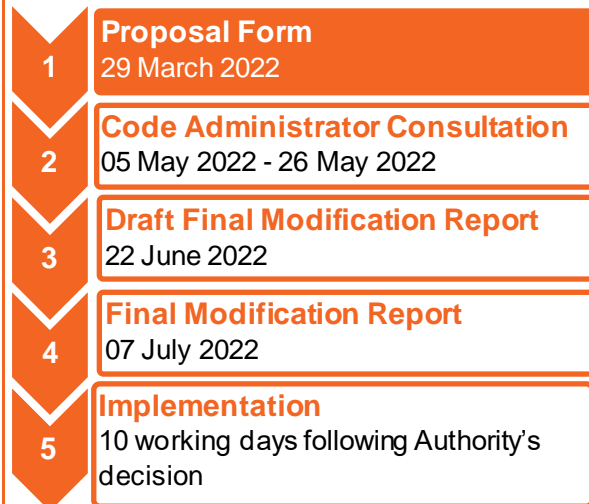 1
Proposal Form
29 March 2022
2
Code Administrator Consultation
05 May 2022 - 26 May 2022
3
Draft Final Modification Report
22 June 2022
4
Final Modification Report
07 July 2022
5
Implementation
10 working days following Authority's
decision